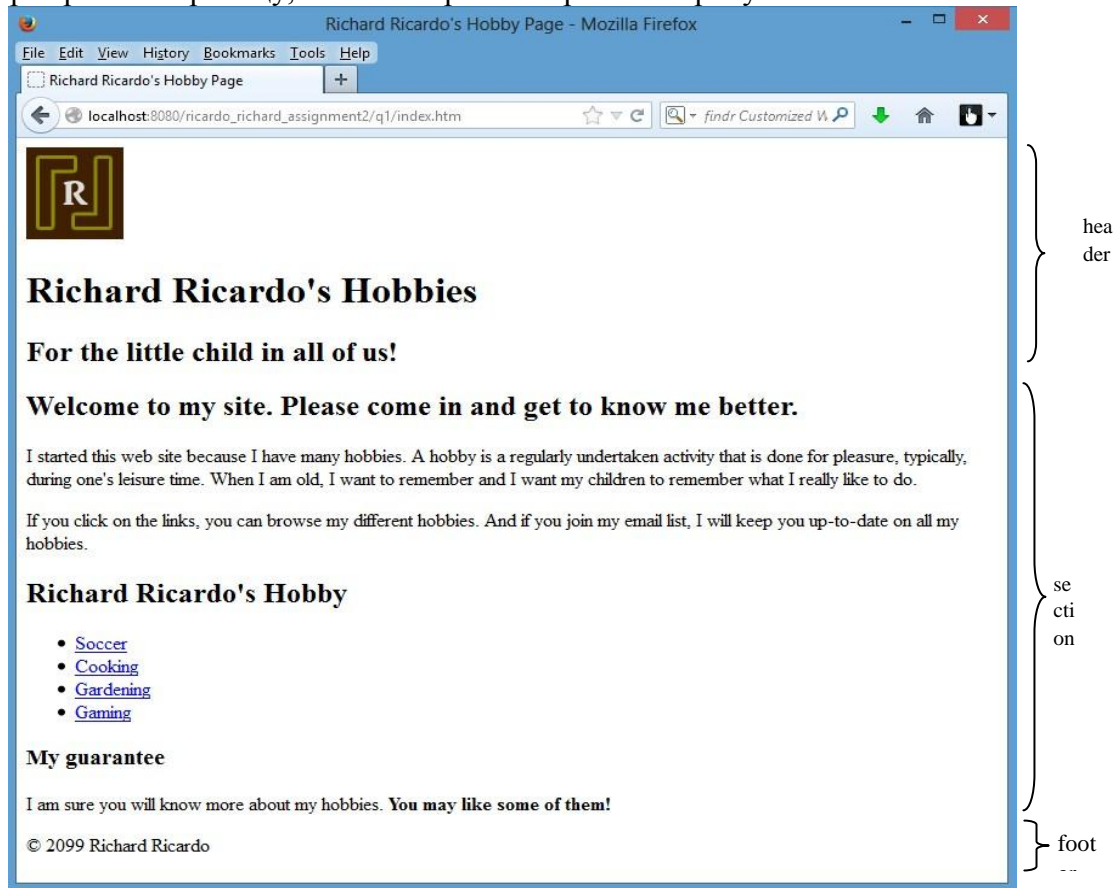 Richard Ricardo's Hobby Page - Mozilla Firefox
File Edit View History Bookmarks Tools Help
Richard Ricardo's Hobby Page +
localhost:8080/ricardo_richard_assignment2/q1/index.htm findr Customized W
R
hea
der
Richard Ricardo's Hobbies
For the little child in all of us!
Welcome to my site. Please come in and get to know me better.
I started this web site because I have many hobbies. A hobby is a regularly undertaken activity that is done for pleasure, typically,
during one's leisure time. When I am old, I want to remember and I want my children to remember what I really like to do.
If you click on the links, you can browse my different hobbies. And if you join my email list, I will keep you up-to-date on all my
hobbies.
se
cti
on
Richard Ricardo's Hobby
• Soccer
• Cooking
• Gardening
• Gaming
My guarantee
I am sure you will know more about my hobbies. You may like some of them!
© 2099 Richard Ricardo
foot